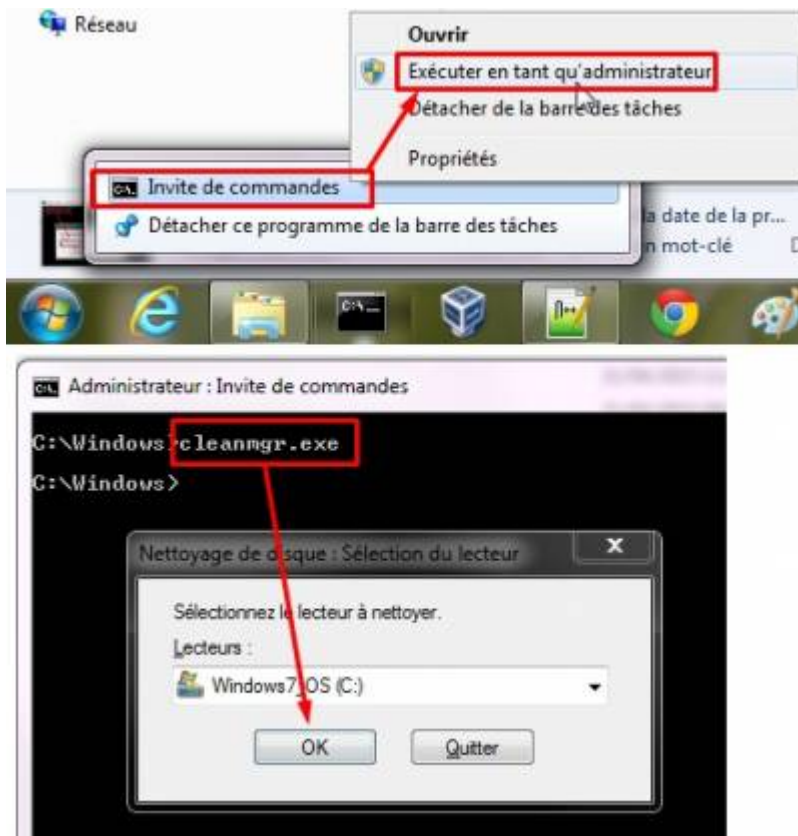 Réseau
Ouvrir
Exécuter en tant qu'administrateur
Détacher de la barre des tâches
Propriétés
Invite de commandes
Détacher ce programme de la barre des tâches
la date de la pr...
mot-clé
Administrateur : Invite de commandes
C:\Windows>cleanmgr.exe
C:\Windows>
Nettoyage de disque : Sélection du lecteur
Sélectionnez le lecteur à nettoyer.
Lecteurs :
Windows7_OS (C:)
OK
Quitter